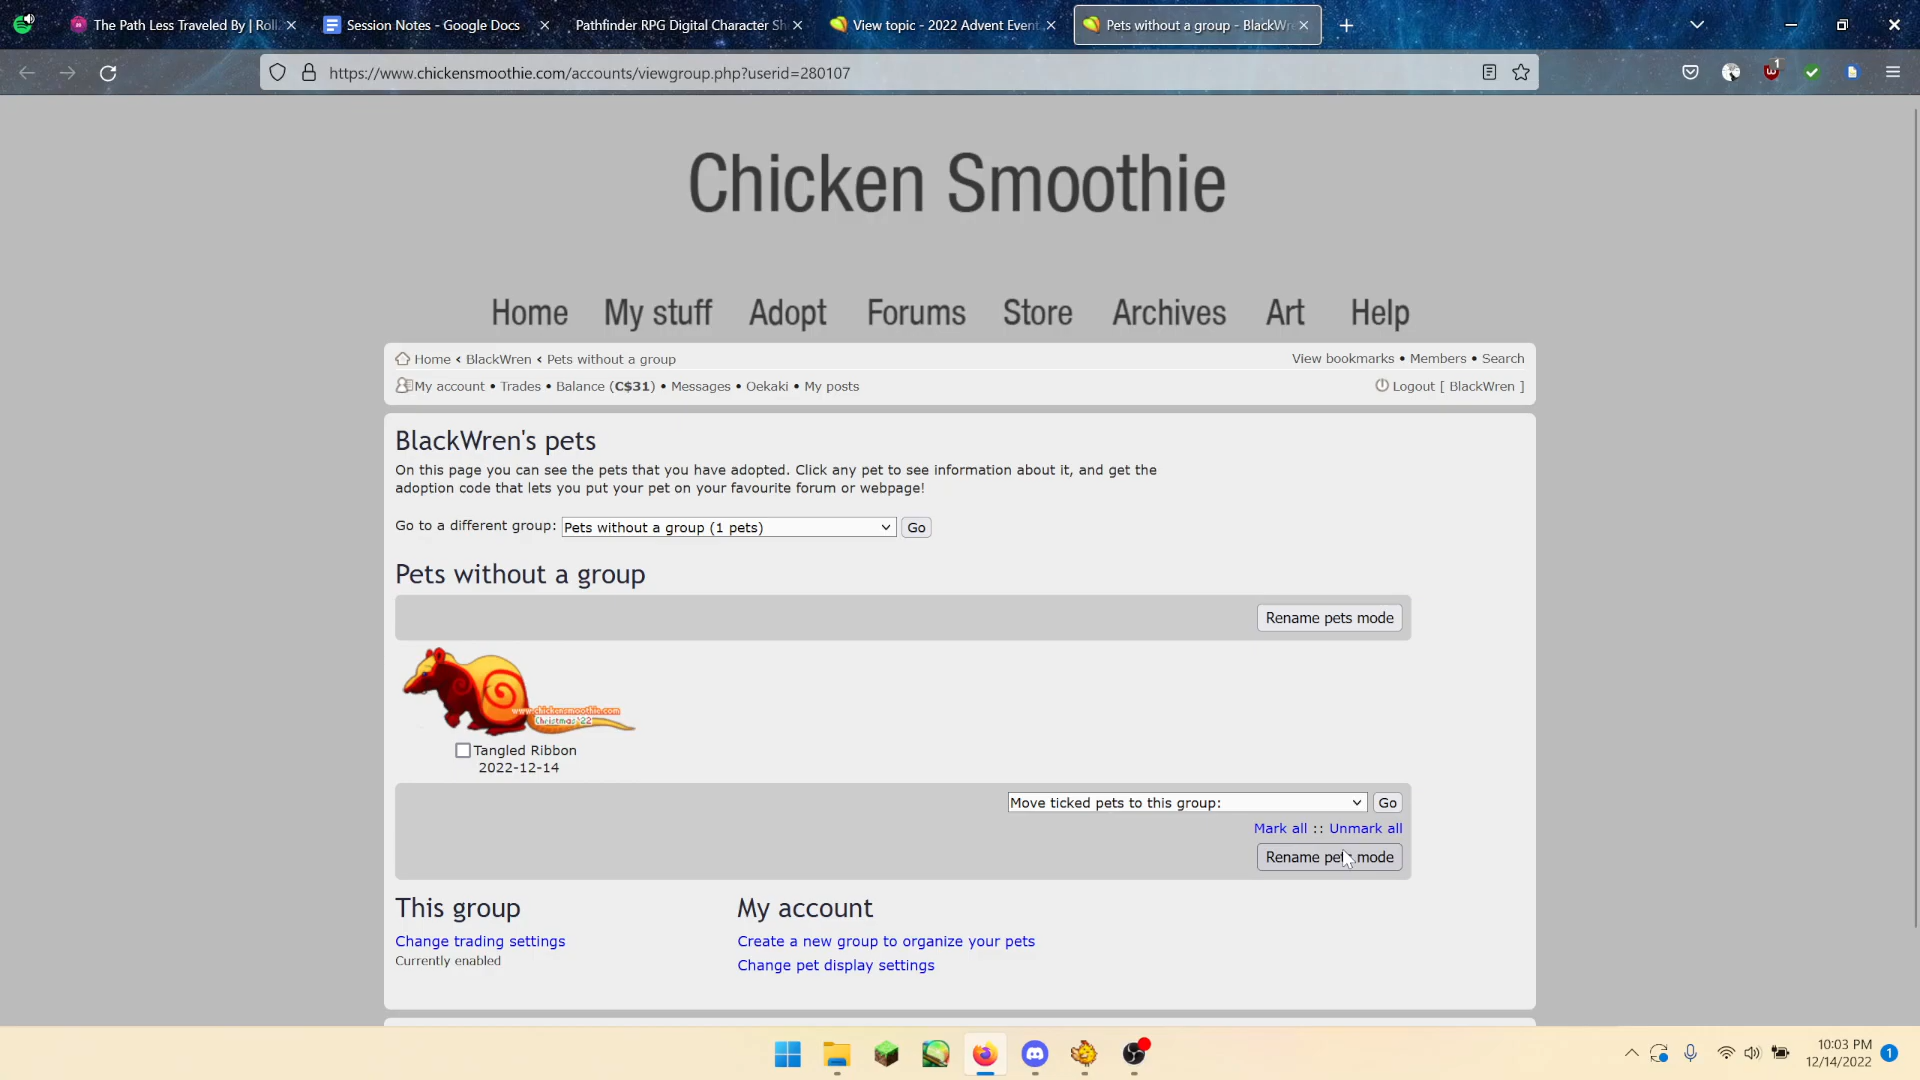 The Path Less Traveled By | Roll
Session Notes - Google Docs
Pathfinder RPG Digital Character Sh
View topic - 2022 Advent Event
Pets without a group - BlackWr
https://www.chickensmoothie.com/accounts/viewgroup.php?userid=280107
1
Chicken Smoothie
Home My stuff Adopt Forums Store Archives Art Help
Home ‹ BlackWren ‹ Pets without a group
View bookmarks • Members • Search
My account • Trades • Balance (C$31) • Messages • Oekaki • My posts
Logout [ BlackWren ]
BlackWren's pets
On this page you can see the pets that you have adopted. Click any pet to see information about it, and get the
adoption code that lets you put your pet on your favourite forum or webpage!
Go to a different group: Pets without a group (1 pets) Go
Pets without a group
Rename pets mode
www.chickensmoothie.com
Christmas'22
Tangled Ribbon
2022-12-14
Move ticked pets to this group: Go
Mark all :: Unmark all
Rename pets mode
This group
Change trading settings
Currently enabled
My account
Create a new group to organize your pets
Change pet display settings
10:03 PM
12/14/2022
1